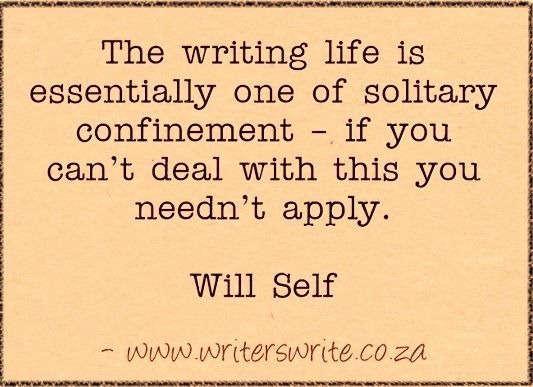 The writing life is
essentially one of solitary
confinement – if you
can't deal with this you
needn't apply.
Will Self
- www.writerswrite.co.za